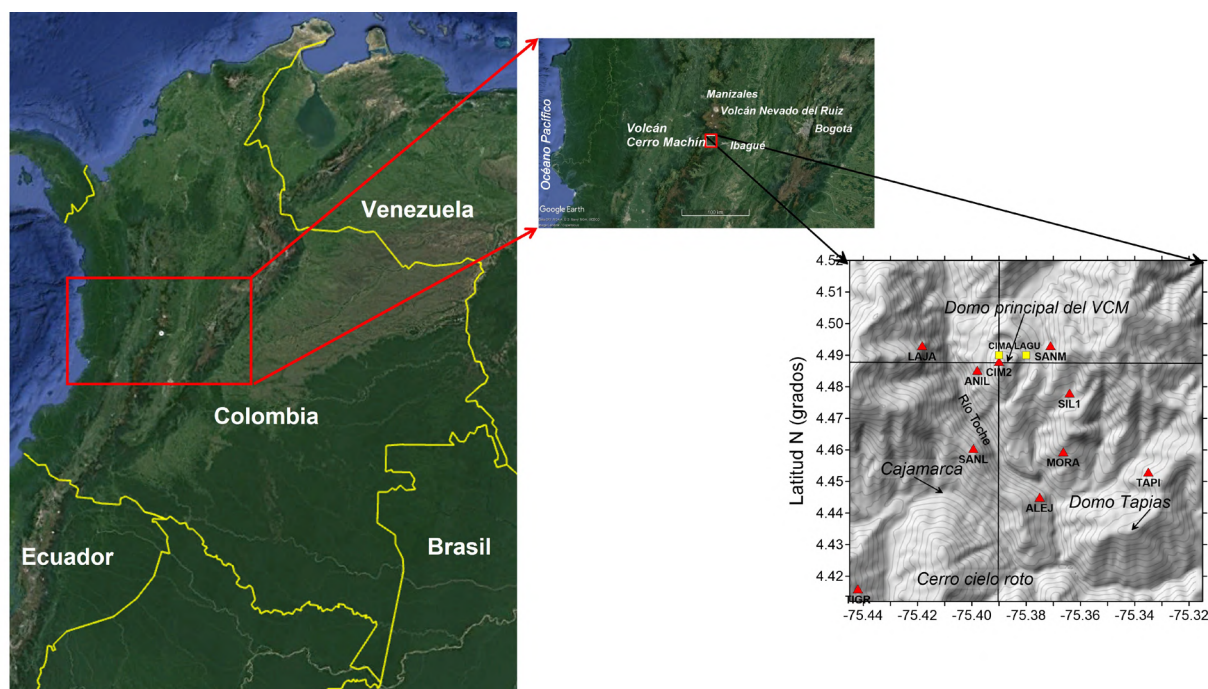 Venezuela
Colombia
Ecuador
Brasil
Océano Pacífico
Manizales
Volcán Nevado del Ruiz
Bogotá
Volcán
Cerro Machín
Ibagué
Google Earth
100 km
4.52
4.51
4.50
4.49
4.48
4.46
4.45
4.44
4.43
4.42
Latitud N (grados)
Domo principal del VCM
LAJA
CIMA LAGU
SANM
ANIL
CIM2
SIL1
Río Toche
SANL
MORA
Cajamarca
TAPI
ALEJ
Domo Tapias
Cerro cielo roto
TIGR
-75.44
-75.42
-75.40
-75.38
-75.36
-75.34
-75.32